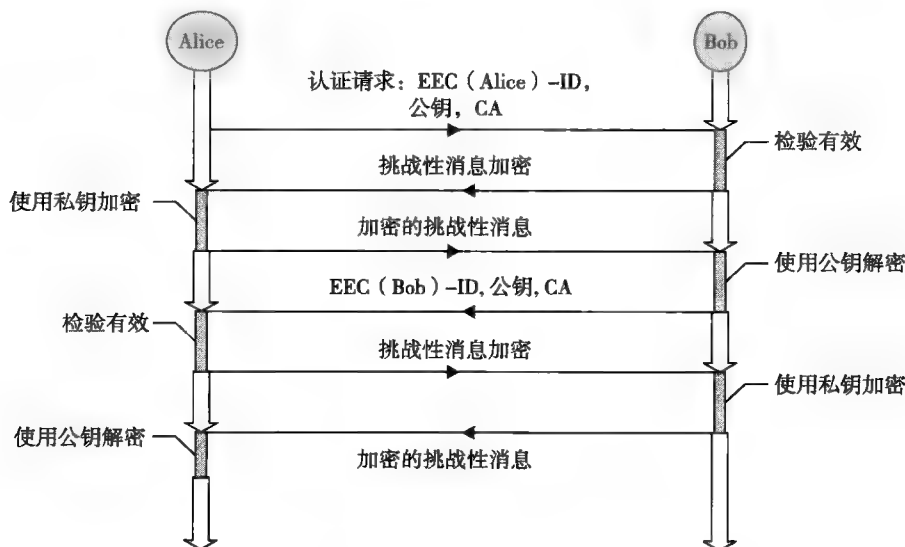 Alice
Bob
认证请求：EEC（Alice）-ID,
公钥，CA
检验有效
挑战性消息加密
使用私钥加密
加密的挑战性消息
使用公钥解密
EEC（Bob）-ID, 公钥, CA
检验有效
挑战性消息加密
使用私钥加密
使用公钥解密
加密的挑战性消息